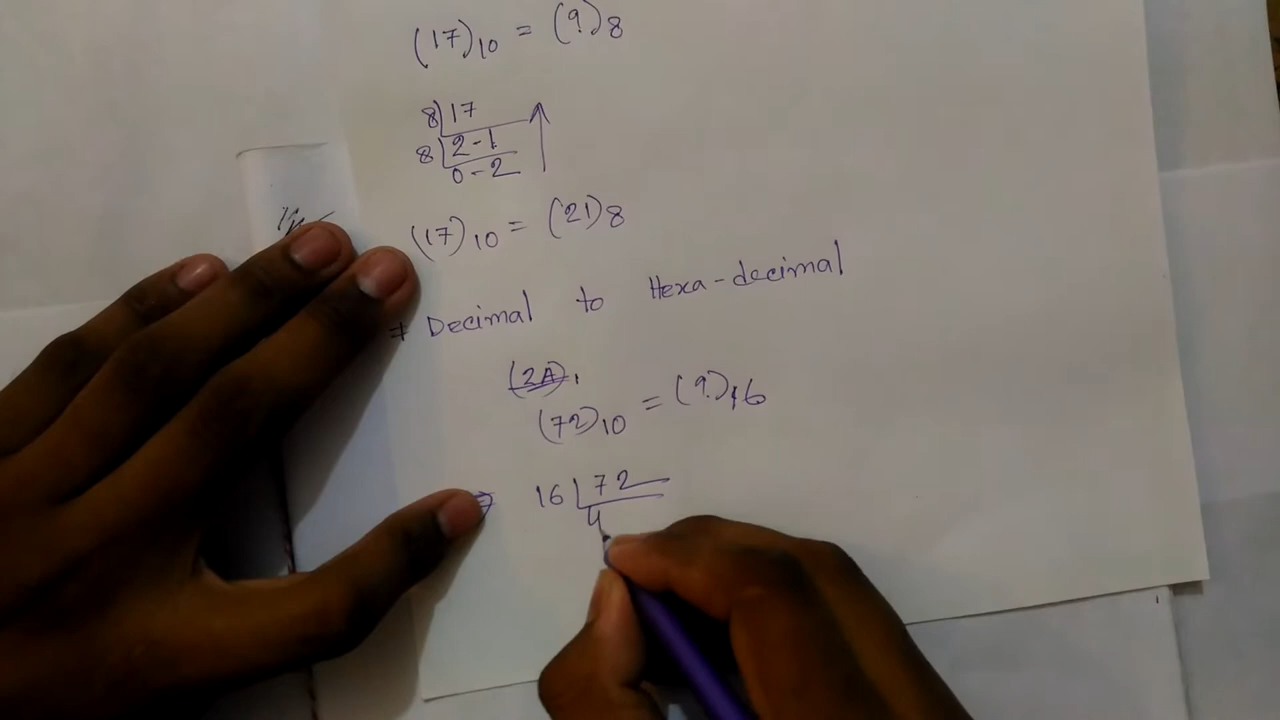 (17)10 = (?)8
8 | 17
8 | 2-1
0-2
(17)10 = (21)8
⇒ Decimal to Hexa-decimal
(72)10 = (?)16
⇒ 16 | 72
4